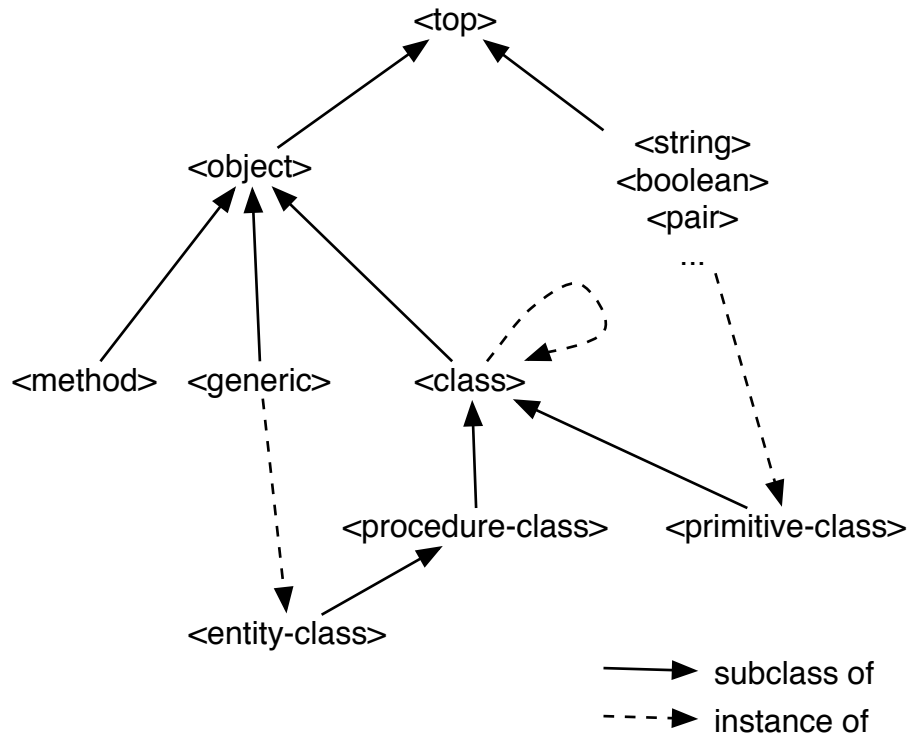 <top>
<object>
<string>
<boolean>
<pair>
...
<method> <generic> <class>
<procedure-class> <primitive-class>
<entity-class>
subclass of
instance of